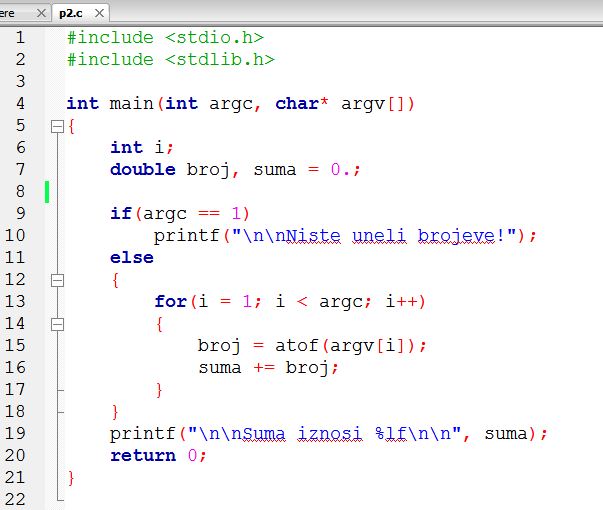 ere p2.c
1 #include <stdio.h>
2 #include <stdlib.h>
3
4 int main(int argc, char* argv[])
5 {
6 int i;
7 double broj, suma = 0.;
8
9 if(argc == 1)
10 printf("\n\nNiste uneli brojeve!");
11 else
12 {
13 for(i = 1; i < argc; i++)
14 {
15 broj = atof(argv[i]);
16 suma += broj;
17 }
18 }
19 printf("\n\nSuma iznosi %lf\n\n", suma);
20 return 0;
21 }
22